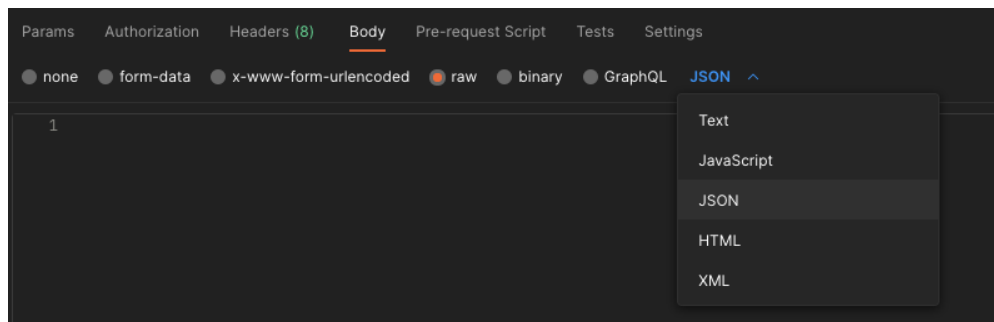 Params Authorization Headers (8) Body Pre-request Script Tests Settings
none form-data x-www-form-urlencoded raw binary GraphQL JSON
1
Text
JavaScript
JSON
HTML
XML